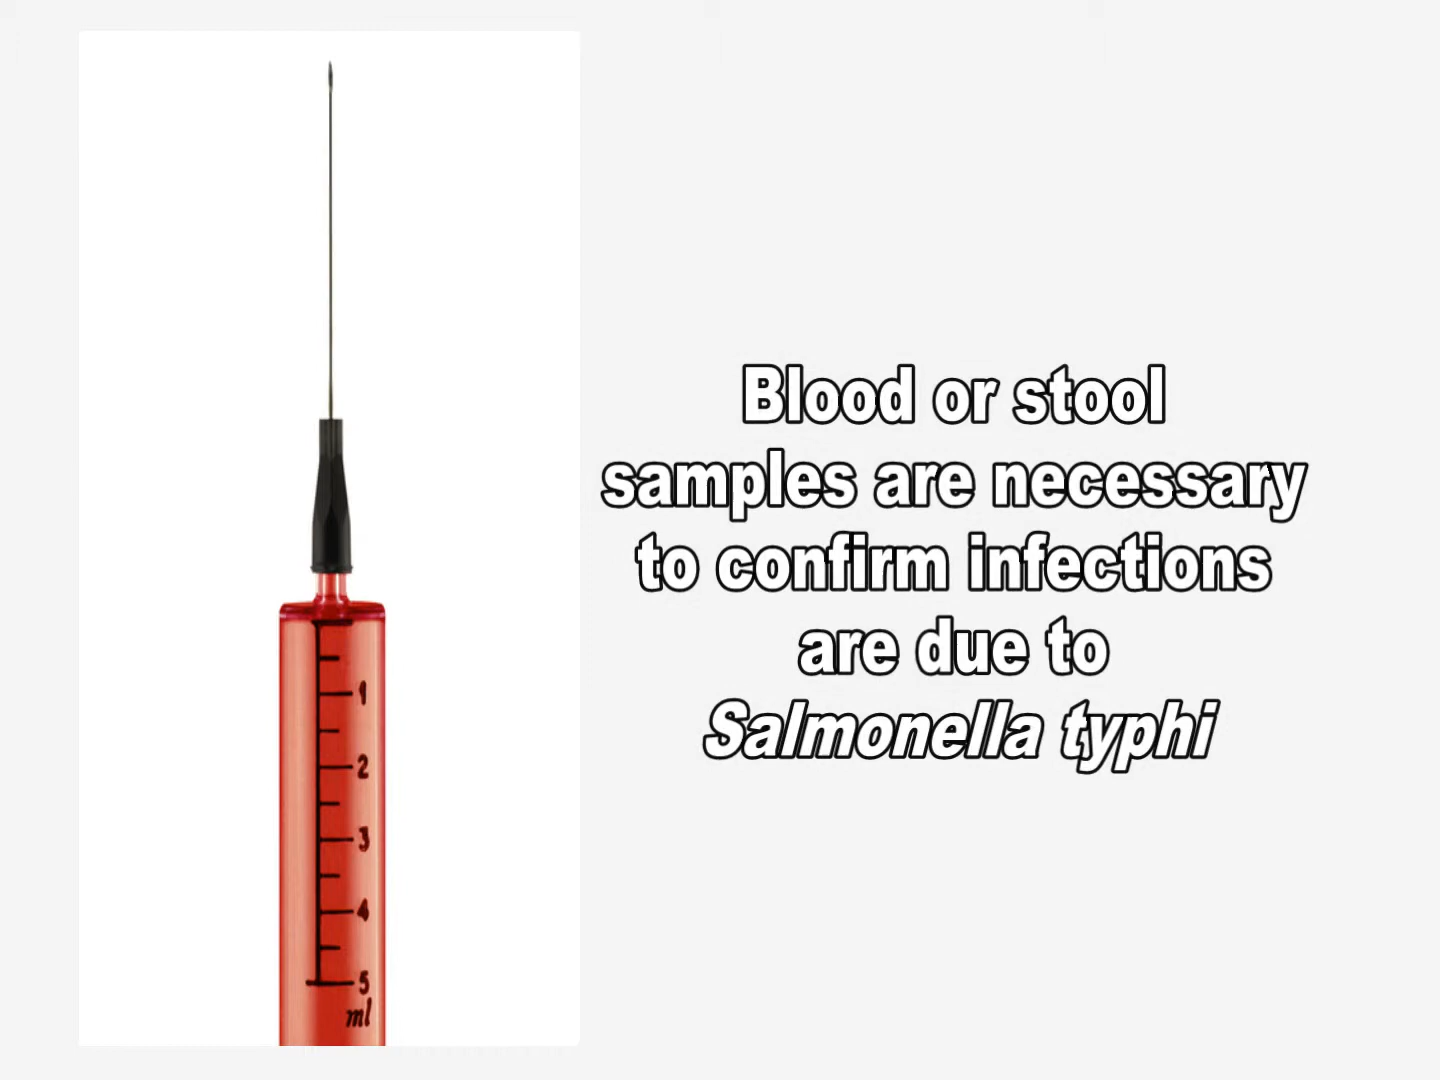 Blood or stool
samples are necessary
to confirm infections
are due to
Salmonella typhi
1
2
3
4
5
ml